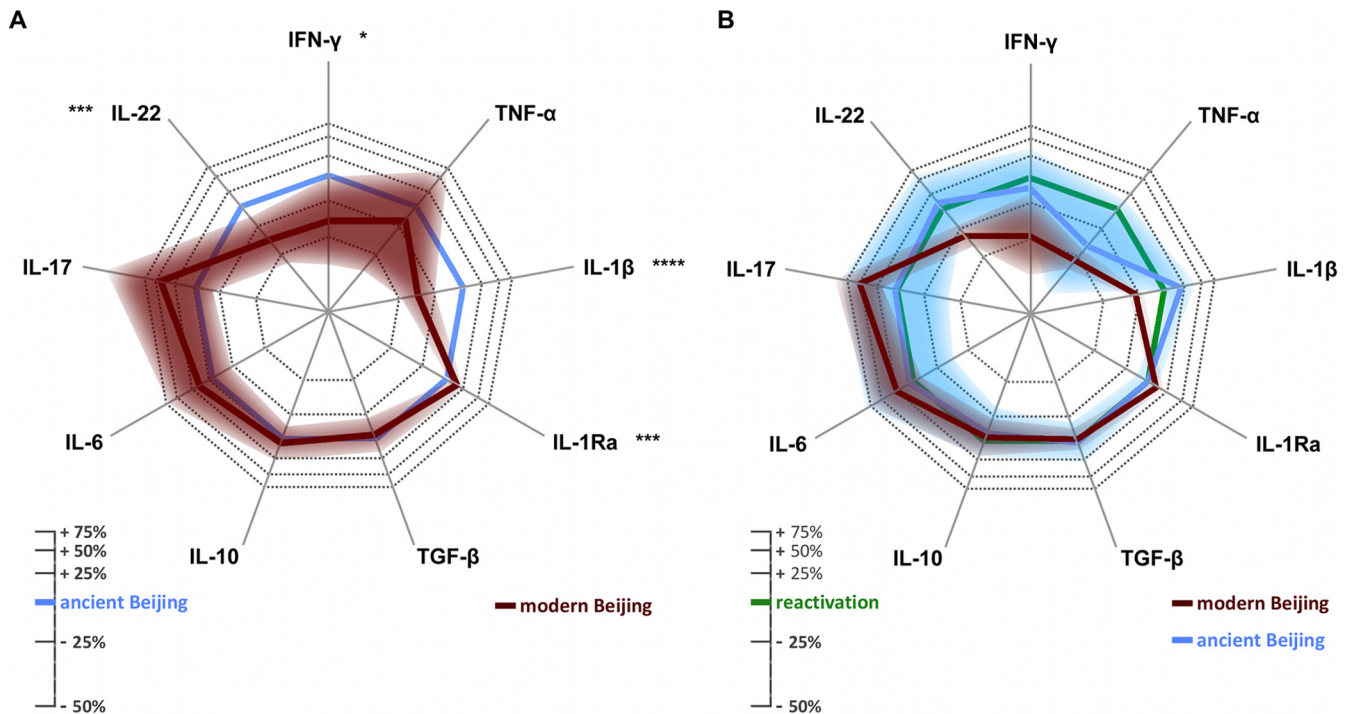 A
B
IFN-γ *
TNF-α
IL-1β ****
IL-1Ra ***
TGF-β
IL-10
IL-6
IL-17
*** IL-22
+ 75%
+ 50%
+ 25%
ancient Beijing
- 25%
- 50%
modern Beijing
IFN-γ
TNF-α
IL-1β
IL-1Ra
TGF-β
IL-10
IL-6
IL-17
IL-22
+ 75%
+ 50%
+ 25%
reactivation
- 25%
- 50%
modern Beijing
ancient Beijing